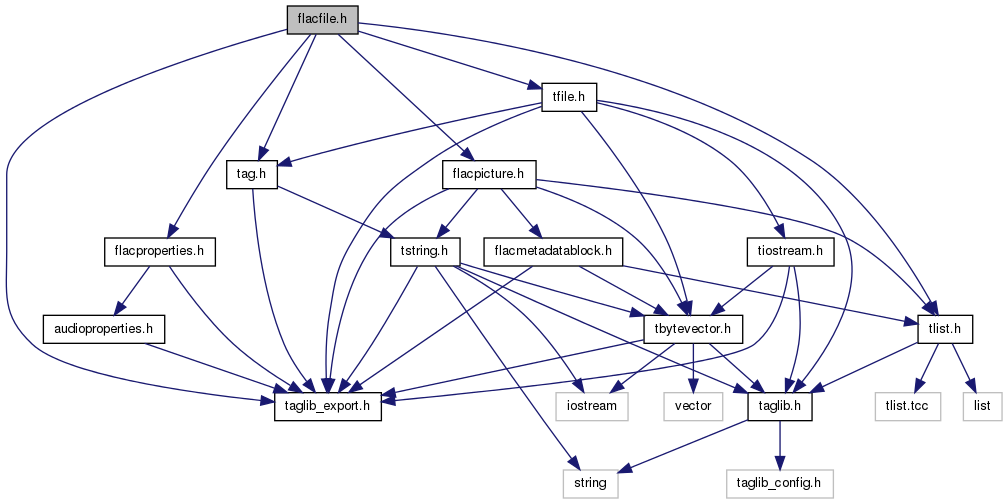 flacfile.h
tfile.h
tag.h
flacpicture.h
flacproperties.h
tstring.h
flacmetadatablock.h
tiostream.h
audioproperties.h
tbytevector.h
tlist.h
taglib_export.h
iostream
vector
taglib.h
tlist.tcc
list
string
taglib_config.h